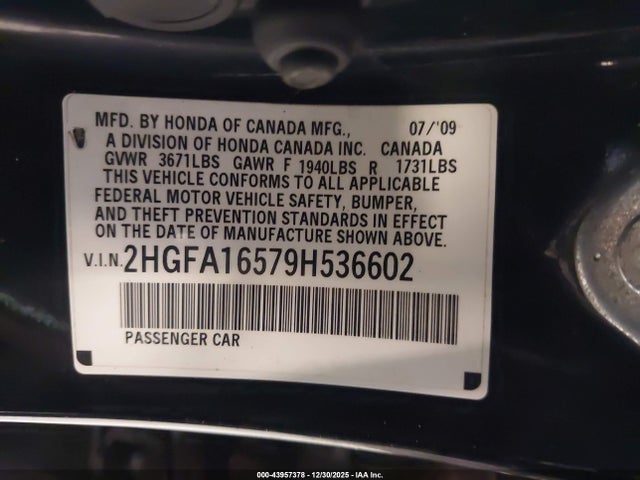 MFD. BY HONDA OF CANADA MFG., 07/'09
A DIVISION OF HONDA CANADA INC. CANADA
GVWR 3671LBS GAWR F 1940LBS R 1731LBS
THIS VEHICLE CONFORMS TO ALL APPLICABLE
FEDERAL MOTOR VEHICLE SAFETY, BUMPER,
AND THEFT PREVENTION STANDARDS IN EFFECT
ON THE DATE OF MANUFACTURE SHOWN ABOVE.
V.I.N. 2HGFA16579H536602
PASSENGER CAR
000-43957378 - 12/30/2025 - IAA Inc.